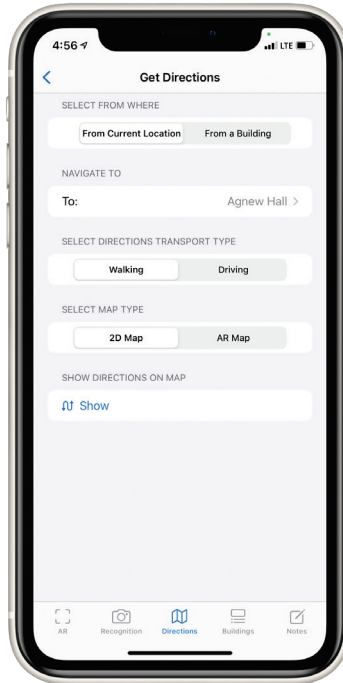 4:56
LTE
Get Directions
SELECT FROM WHERE
From Current Location From a Building
NAVIGATE TO
To: Agnew Hall
SELECT DIRECTIONS TRANSPORT TYPE
Walking Driving
SELECT MAP TYPE
2D Map AR Map
SHOW DIRECTIONS ON MAP
Show
AR Recognition Directions Buildings Notes